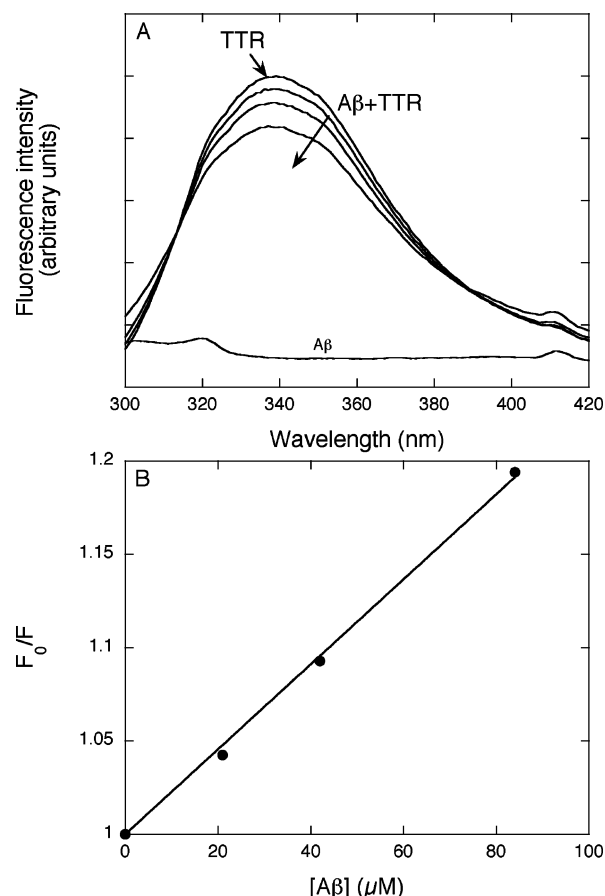 A
TTR
Aβ+TTR
Aβ
Fluorescence intensity
(arbitrary units)
300 320 340 360 380 400 420
Wavelength (nm)
B
1.2
1.15
1.1
1.05
1
F0/F
0 20 40 60 80 100
[Aβ] (µM)